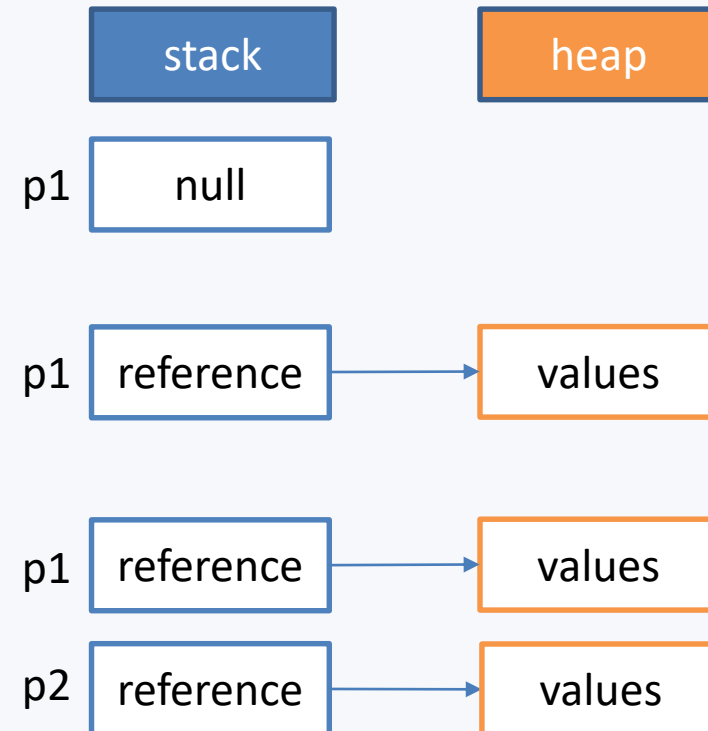 stack heap
p1 null
p1 reference values
p1 reference values
p2 reference values